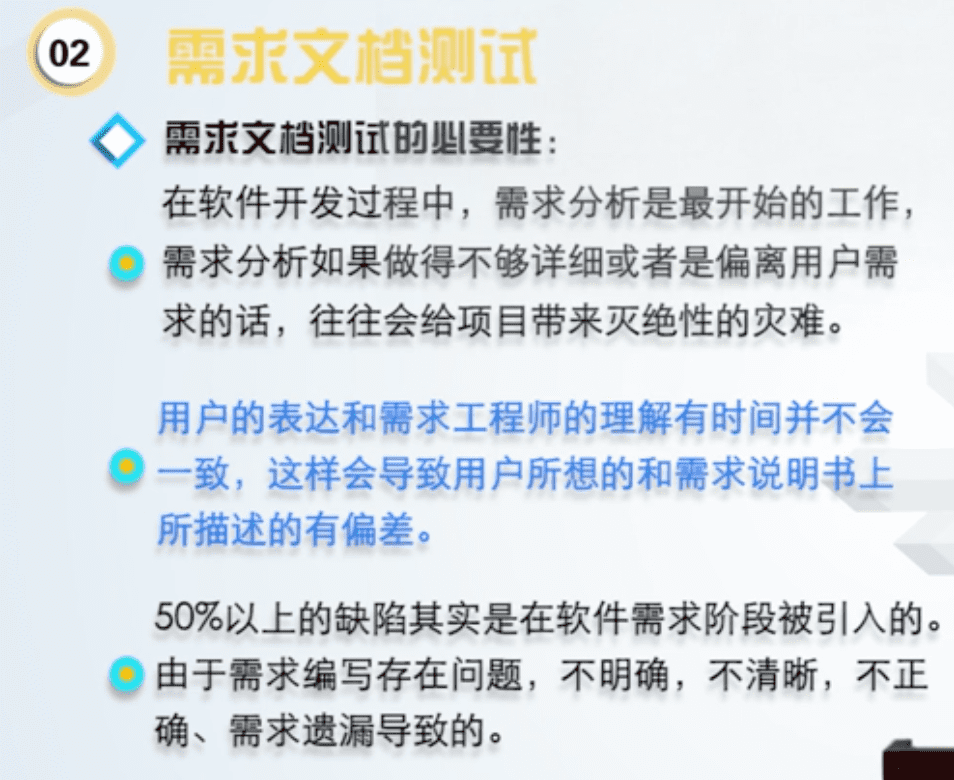 02
需求文档测试
需求文档测试的必要性：
在软件开发过程中，需求分析是最开始的工作，
需求分析如果做得不够详细或者是偏离用户需
求的话，往往会给项目带来灭绝性的灾难。
用户的表达和需求工程师的理解有时间并不会
一致，这样会导致用户所想的和需求说明书上
所描述的有偏差。
50%以上的缺陷其实是在软件需求阶段被引入的。
由于需求编写存在问题，不明确，不清晰，不正
确、需求遗漏导致的。